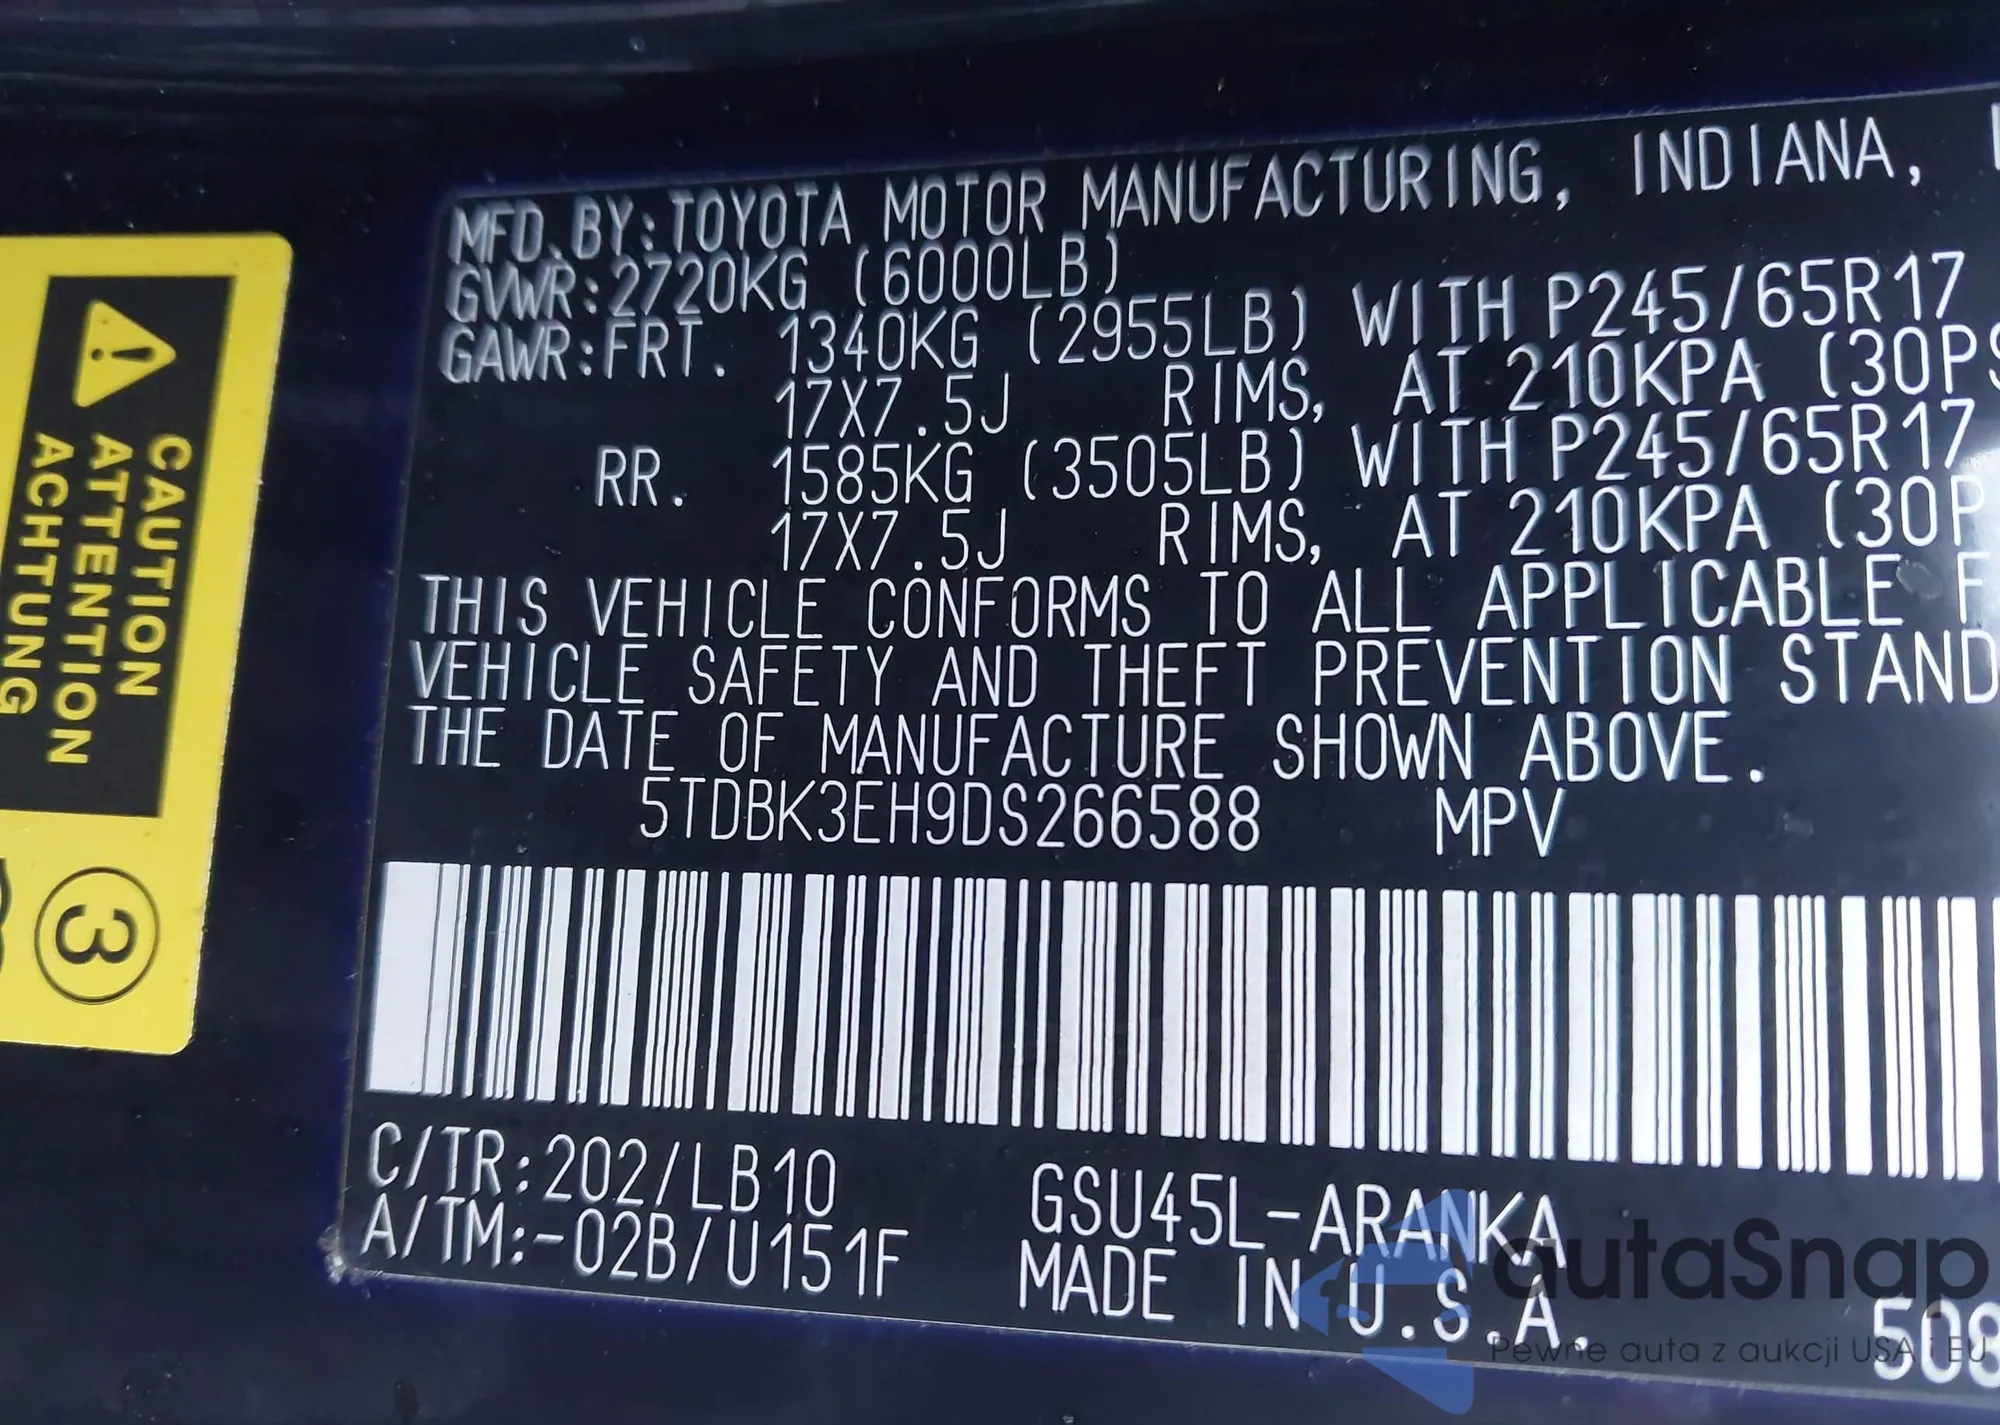 MFD. BY: TOYOTA MOTOR MANUFACTURING, INDIANA,
GVWR: 2720KG (6000LB)
GAWR: FRT. 1340KG (2955LB) WITH P245/65R17
17X7.5J RIMS, AT 210KPA (30PS
RR. 1585KG (3505LB) WITH P245/65R17
17X7.5J RIMS, AT 210KPA (30P
THIS VEHICLE CONFORMS TO ALL APPLICABLE F
VEHICLE SAFETY AND THEFT PREVENTION STAND
THE DATE OF MANUFACTURE SHOWN ABOVE.
5TDBK3EH9DS266588 MPV
C/TR: 202/LB10
A/TM: -02B/U151F
GSU45L-ARANKA
MADE IN U.S.A.
508
CAUTION
ATTENTION
ACHTUNG
3
autaSnap
Pewne auta z aukcji USA i EU